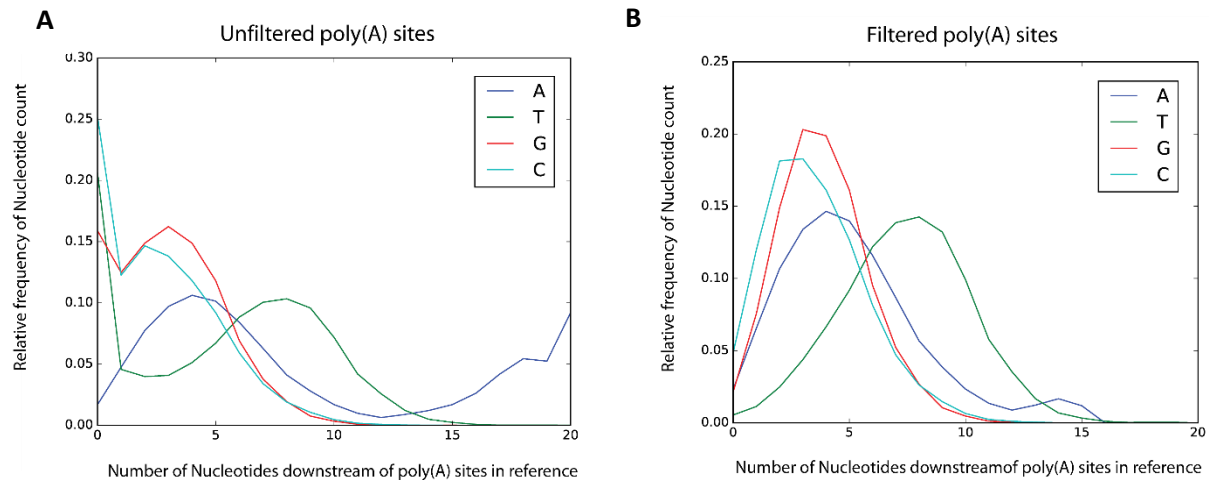 A
Unfiltered poly(A) sites
Relative frequency of Nucleotide count
0.30
0.25
0.20
0.15
0.10
0.05
0.00
0
5
10
15
20
A
T
G
C
Number of Nucleotides downstream of poly(A) sites in reference
B
Filtered poly(A) sites
Relative frequency of Nucleotide count
0.25
0.20
0.15
0.10
0.05
0.00
0
5
10
15
20
A
T
G
C
Number of Nucleotides downstreamof poly(A) sites in reference